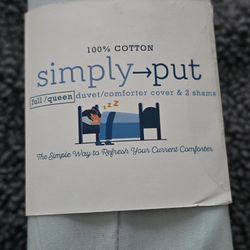 100% COTTON
simply→put
full/queen duvet/comforter cover & 2 shams
z z Z
The Simple Way to Refresh Your Current Comforter